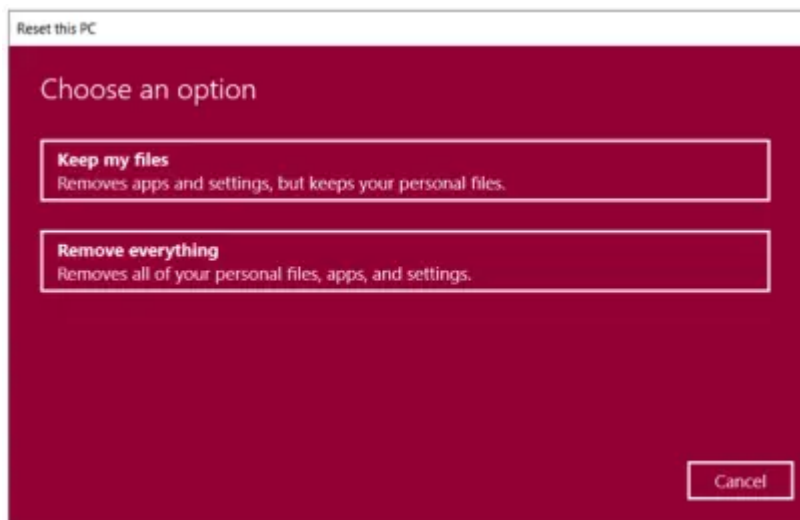 Reset this PC
Choose an option
Keep my files
Removes apps and settings, but keeps your personal files.
Remove everything
Removes all of your personal files, apps, and settings.
Cancel